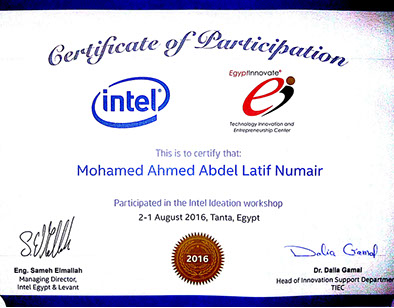 Certificate of Participation
intel
EgyptInnovate
ei
Technology Innovation and
Entrepreneurship Center
This is to certify that:
Mohamed Ahmed Abdel Latif Numair
Participated in the Intel Ideation workshop
2-1 August 2016, Tanta, Egypt
Eng. Sameh Elmallah
Managing Director,
Intel Egypt & Levant
2016
Dalia Gamal
Dr. Dalia Gamal
Head of Innovation Support Department
TIEC